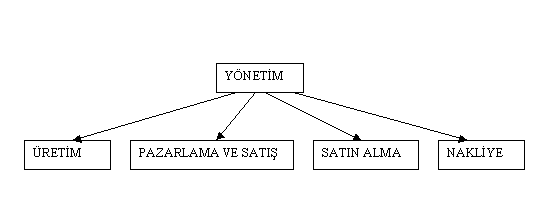 YÖNETİM
ÜRETİM
PAZARLAMA VE SATIŞ
SATIN ALMA
NAKLİYE